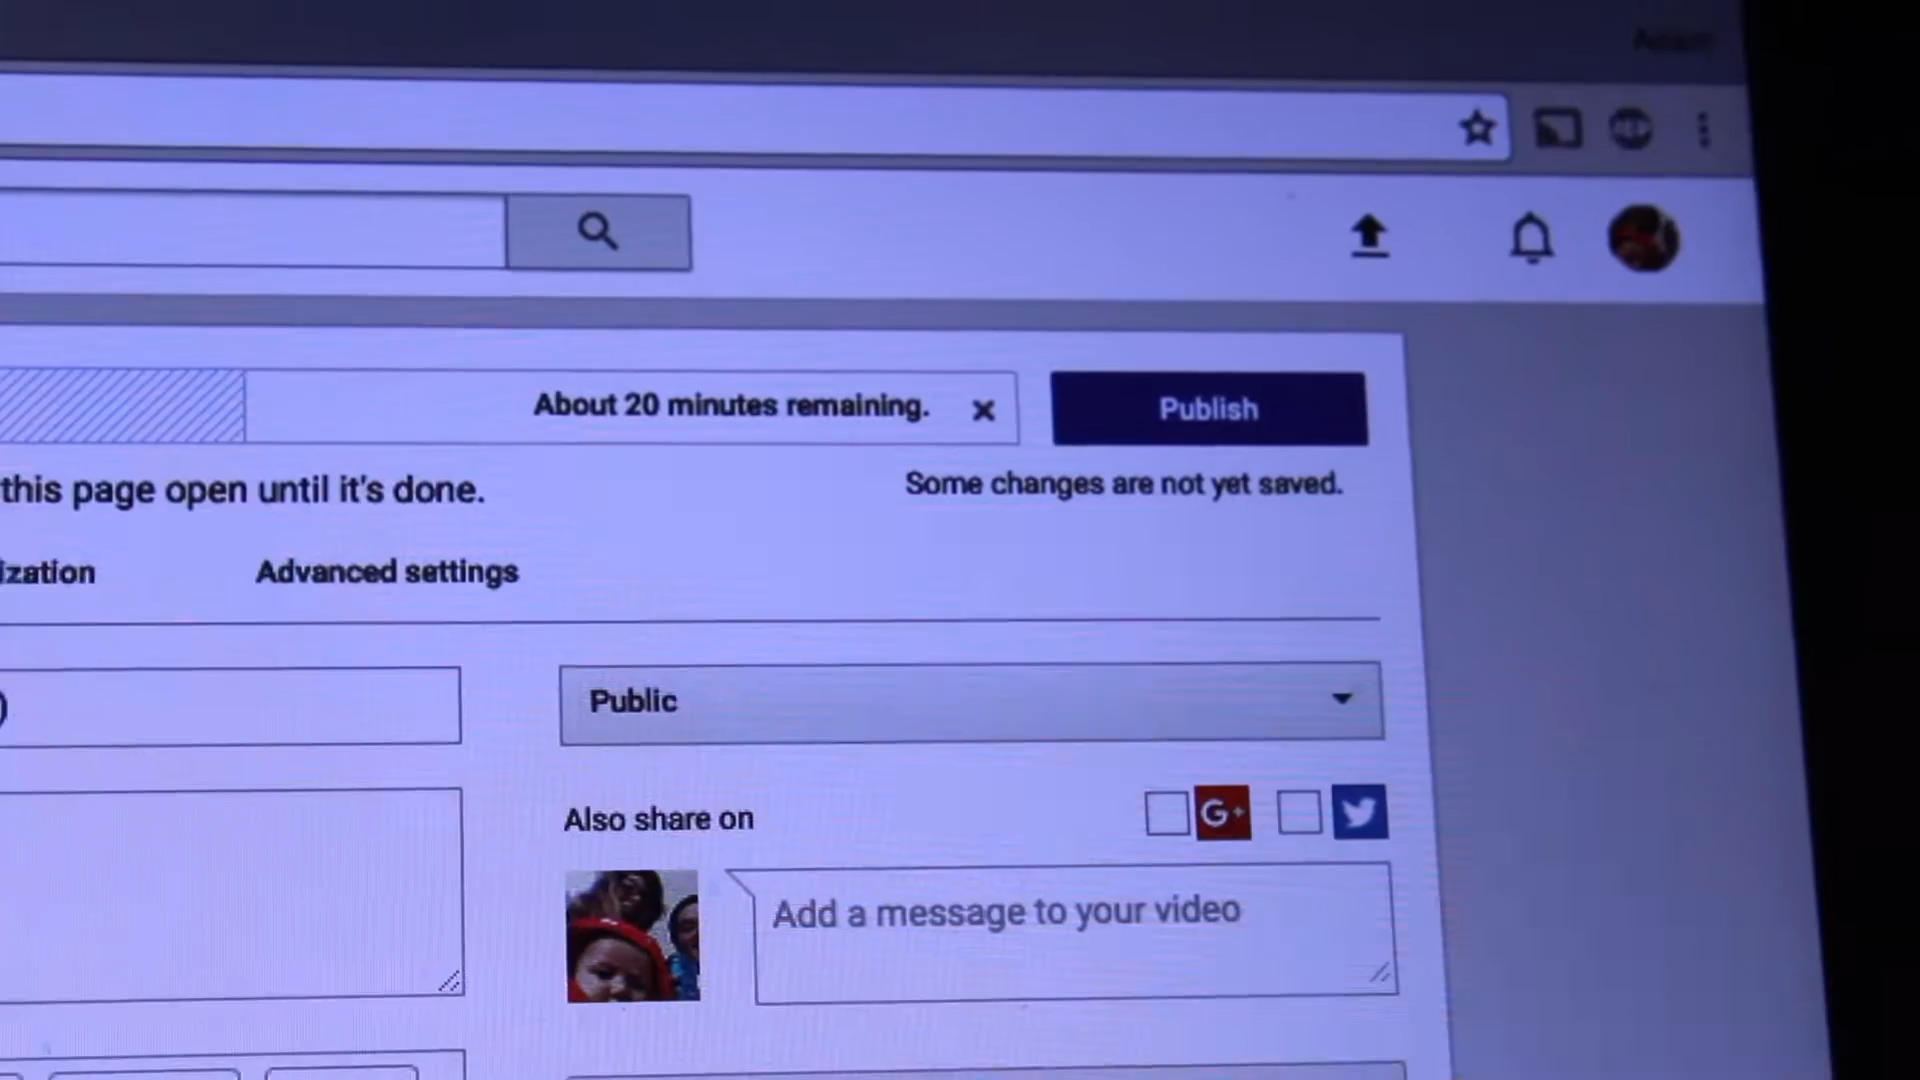 About 20 minutes remaining.
Publish
this page open until it's done.
Some changes are not yet saved.
ization
Advanced settings
)
Public
Also share on
G+
Add a message to your video